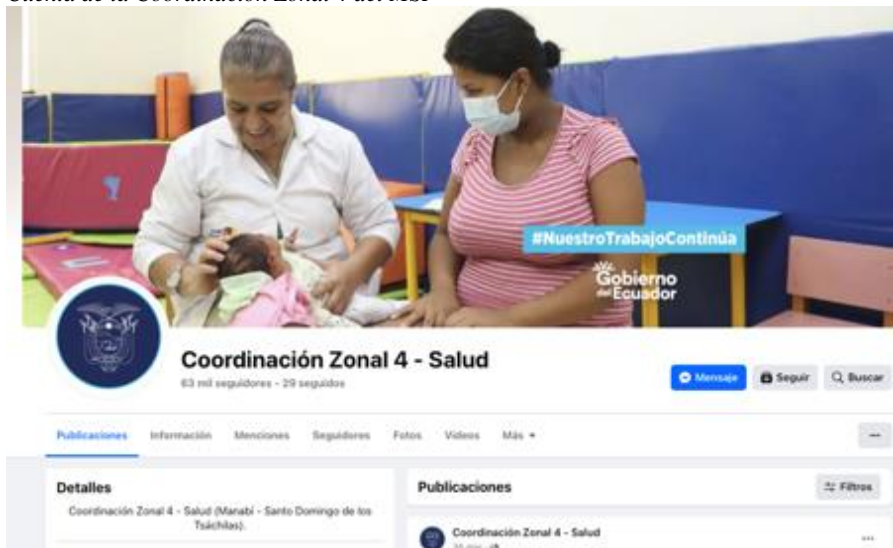 Cuenta de la Coordinación Zonal 4 del MSP
#NuestroTrabajoContinúa
Gobierno
del Ecuador
Coordinación Zonal 4 - Salud
63 mil seguidores • 29 seguidos
Mensaje
Seguir
Buscar
Publicaciones
Información
Menciones
Seguidores
Fotos
Videos
Más
Detalles
Publicaciones
Filtros
Coordinación Zonal 4 - Salud (Manabí - Santo Domingo de los
Tsáchilas).
Coordinación Zonal 4 - Salud